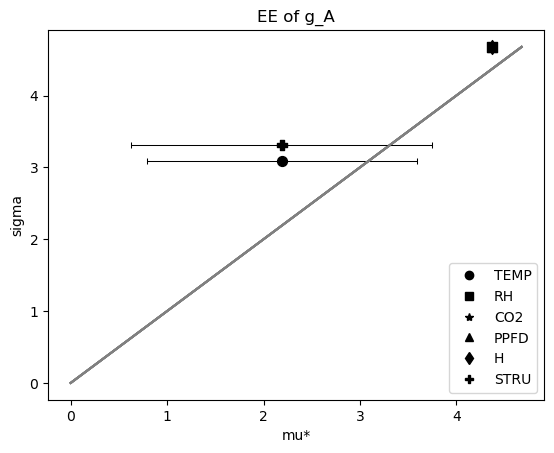 EE of g_A
sigma
4
3
2
1
0
0 1 2 3 4
mu*
TEMP
RH
CO2
PPFD
H
STRU